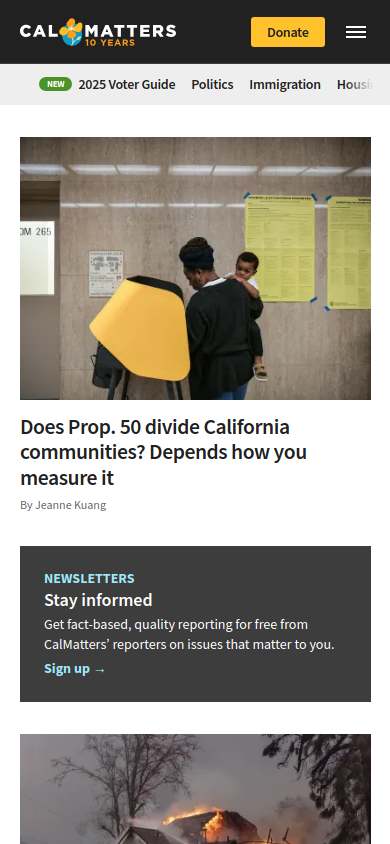 CALMATTERS
10 YEARS
Donate
NEW
2025 Voter Guide
Politics
Immigration
OM 265
Does Prop. 50 divide California
communities? Depends how you
measure it
By Jeanne Kuang
NEWSLETTERS
Stay informed
Get fact-based, quality reporting for free from
CalMatters’ reporters on issues that matter to you.
Sign up →